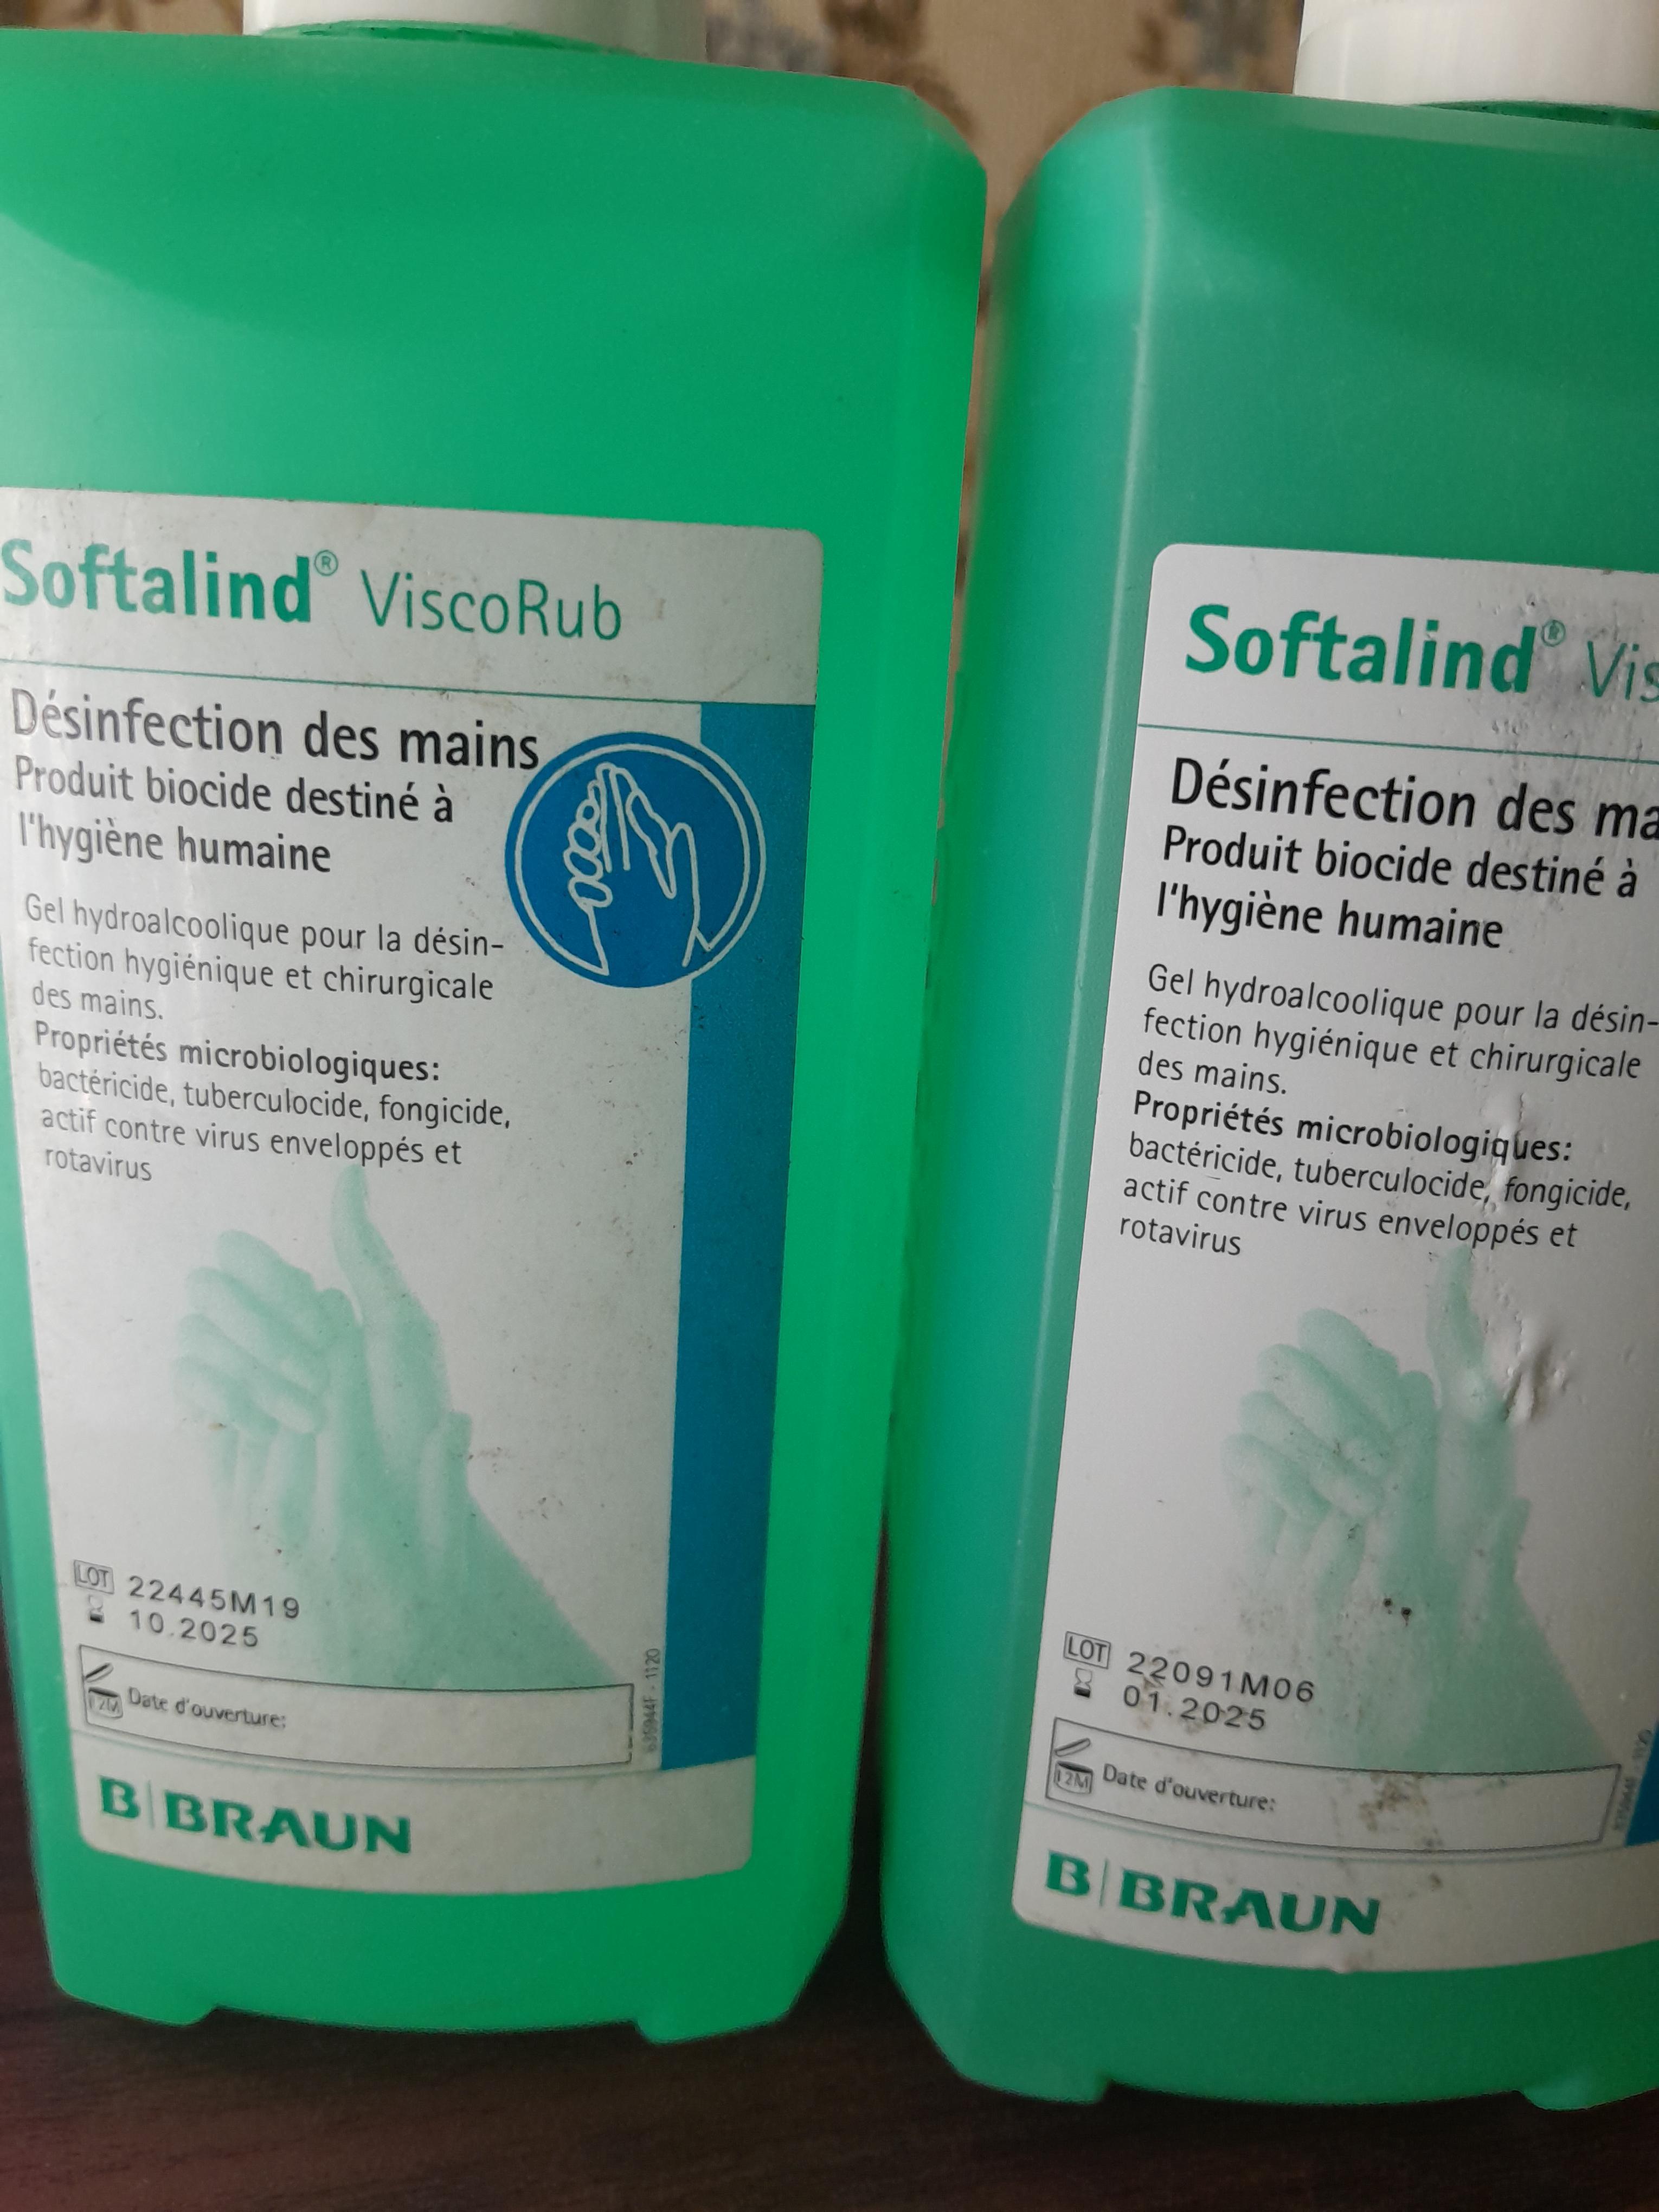 Softalind® ViscoRub
Désinfection des mains
Produit biocide destiné à
l'hygiène humaine
Gel hydroalcoolique pour la désin-
fection hygiénique et chirurgicale
des mains.
Propriétés microbiologiques:
bactéricide, tuberculocide, fongicide,
actif contre virus enveloppés et
rotavirus
LOT 22445M19
10.2025
12M Date d'ouverture:
B BRAUN
Softalind® Vis
Désinfection des ma
Produit biocide destiné à
l'hygiène humaine
Gel hydroalcoolique pour la désin-
fection hygiénique et chirurgicale
des mains.
Propriétés microbiologiques:
bactéricide, tuberculocide, fongicide,
actif contre virus enveloppés et
rotavirus
LOT 22091M06
01.2025
12M Date d'ouverture:
B BRAUN